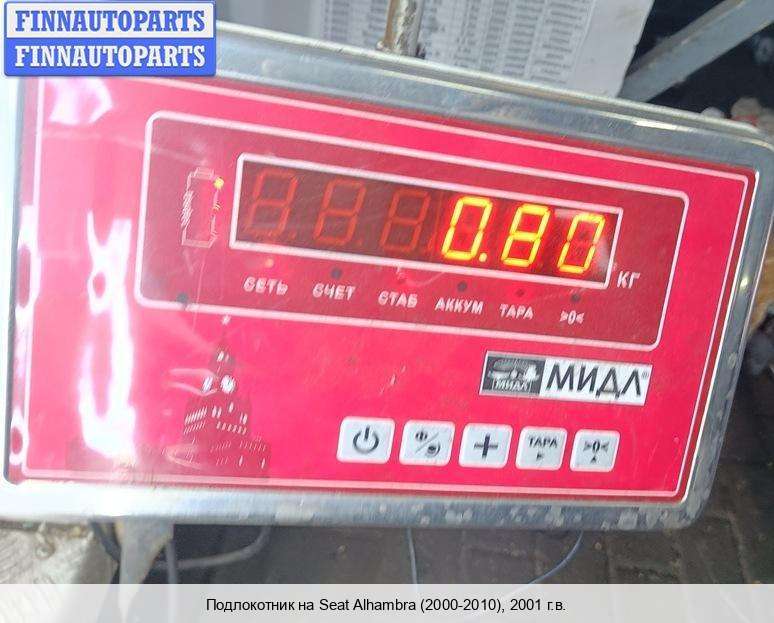 FINNAUTOPARTS
FINNAUTOPARTS
0.80
КГ
СЕТЬ СЧЕТ СТАБ АККУМ ТАРА >0<
МИДЛ МИДЛ®
Ф + ТАРА >0<
Подлокотник на Seat Alhambra (2000-2010), 2001 г.в.